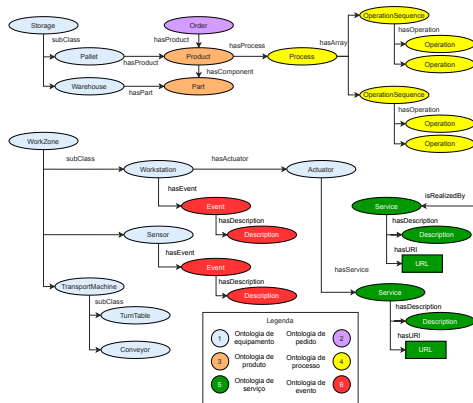 Storage
Order
OperationSequence
subClass
hasProduct
hasOperation
Operation
Pallet
hasProduct
Product
hasProcess
Process
hasArray
Operation
hasComponent
Warehouse
hasPart
Part
OperationSequence
hasOperation
Operation
Operation
WorkZone
subClass
hasActuator
Workstation
Actuator
hasEvent
isRealizedBy
Event
Service
hasDescription
hasDescription
Sensor
Description
Description
hasEvent
hasURI
Event
URL
hasDescription
hasService
TransportMachine
Description
Service
subClass
hasDescription
TurnTable
Description
hasURI
Conveyor
URL
Legenda
1 Ontologia de equipamento
Ontologia de pedido 2
3 Ontologia de produto
Ontologia de processo 4
5 Ontologia de serviço
Ontologia de evento 6